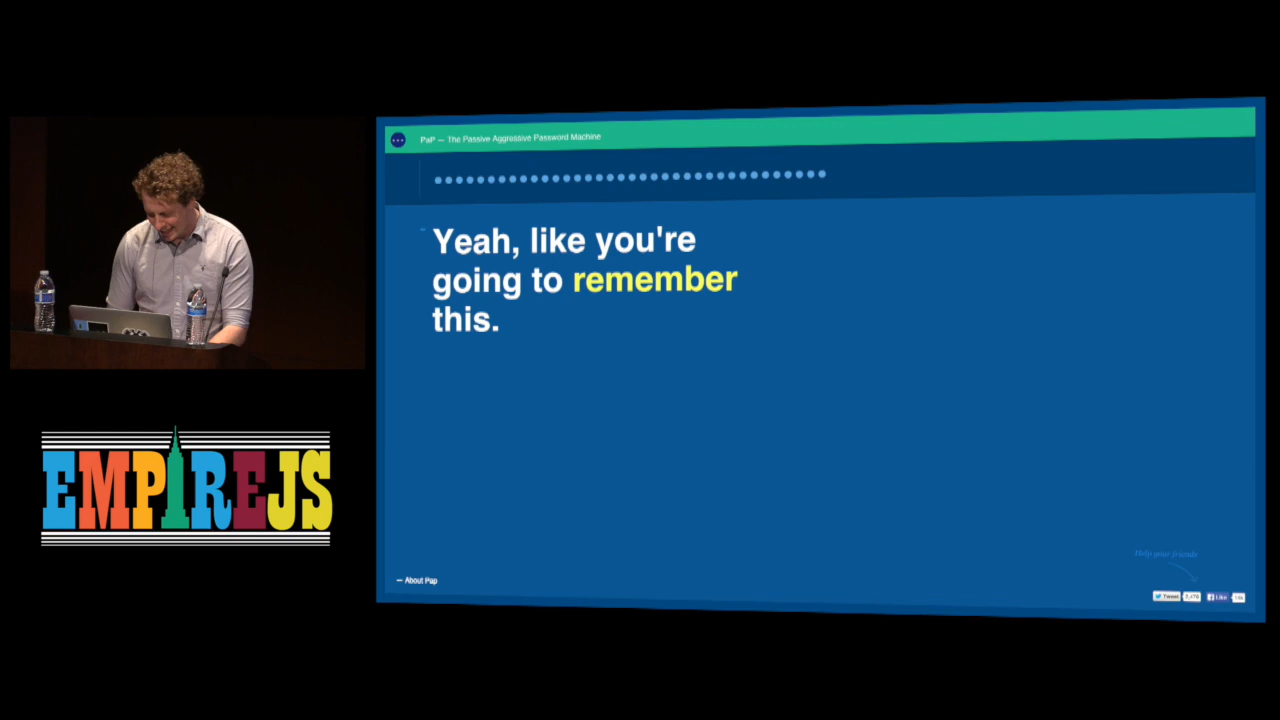 PaP — The Passive Aggressive Password Machine
Yeah, like you're
going to remember
this.
Help your friends
— About Pap
Tweet
Like
EMPIREJS